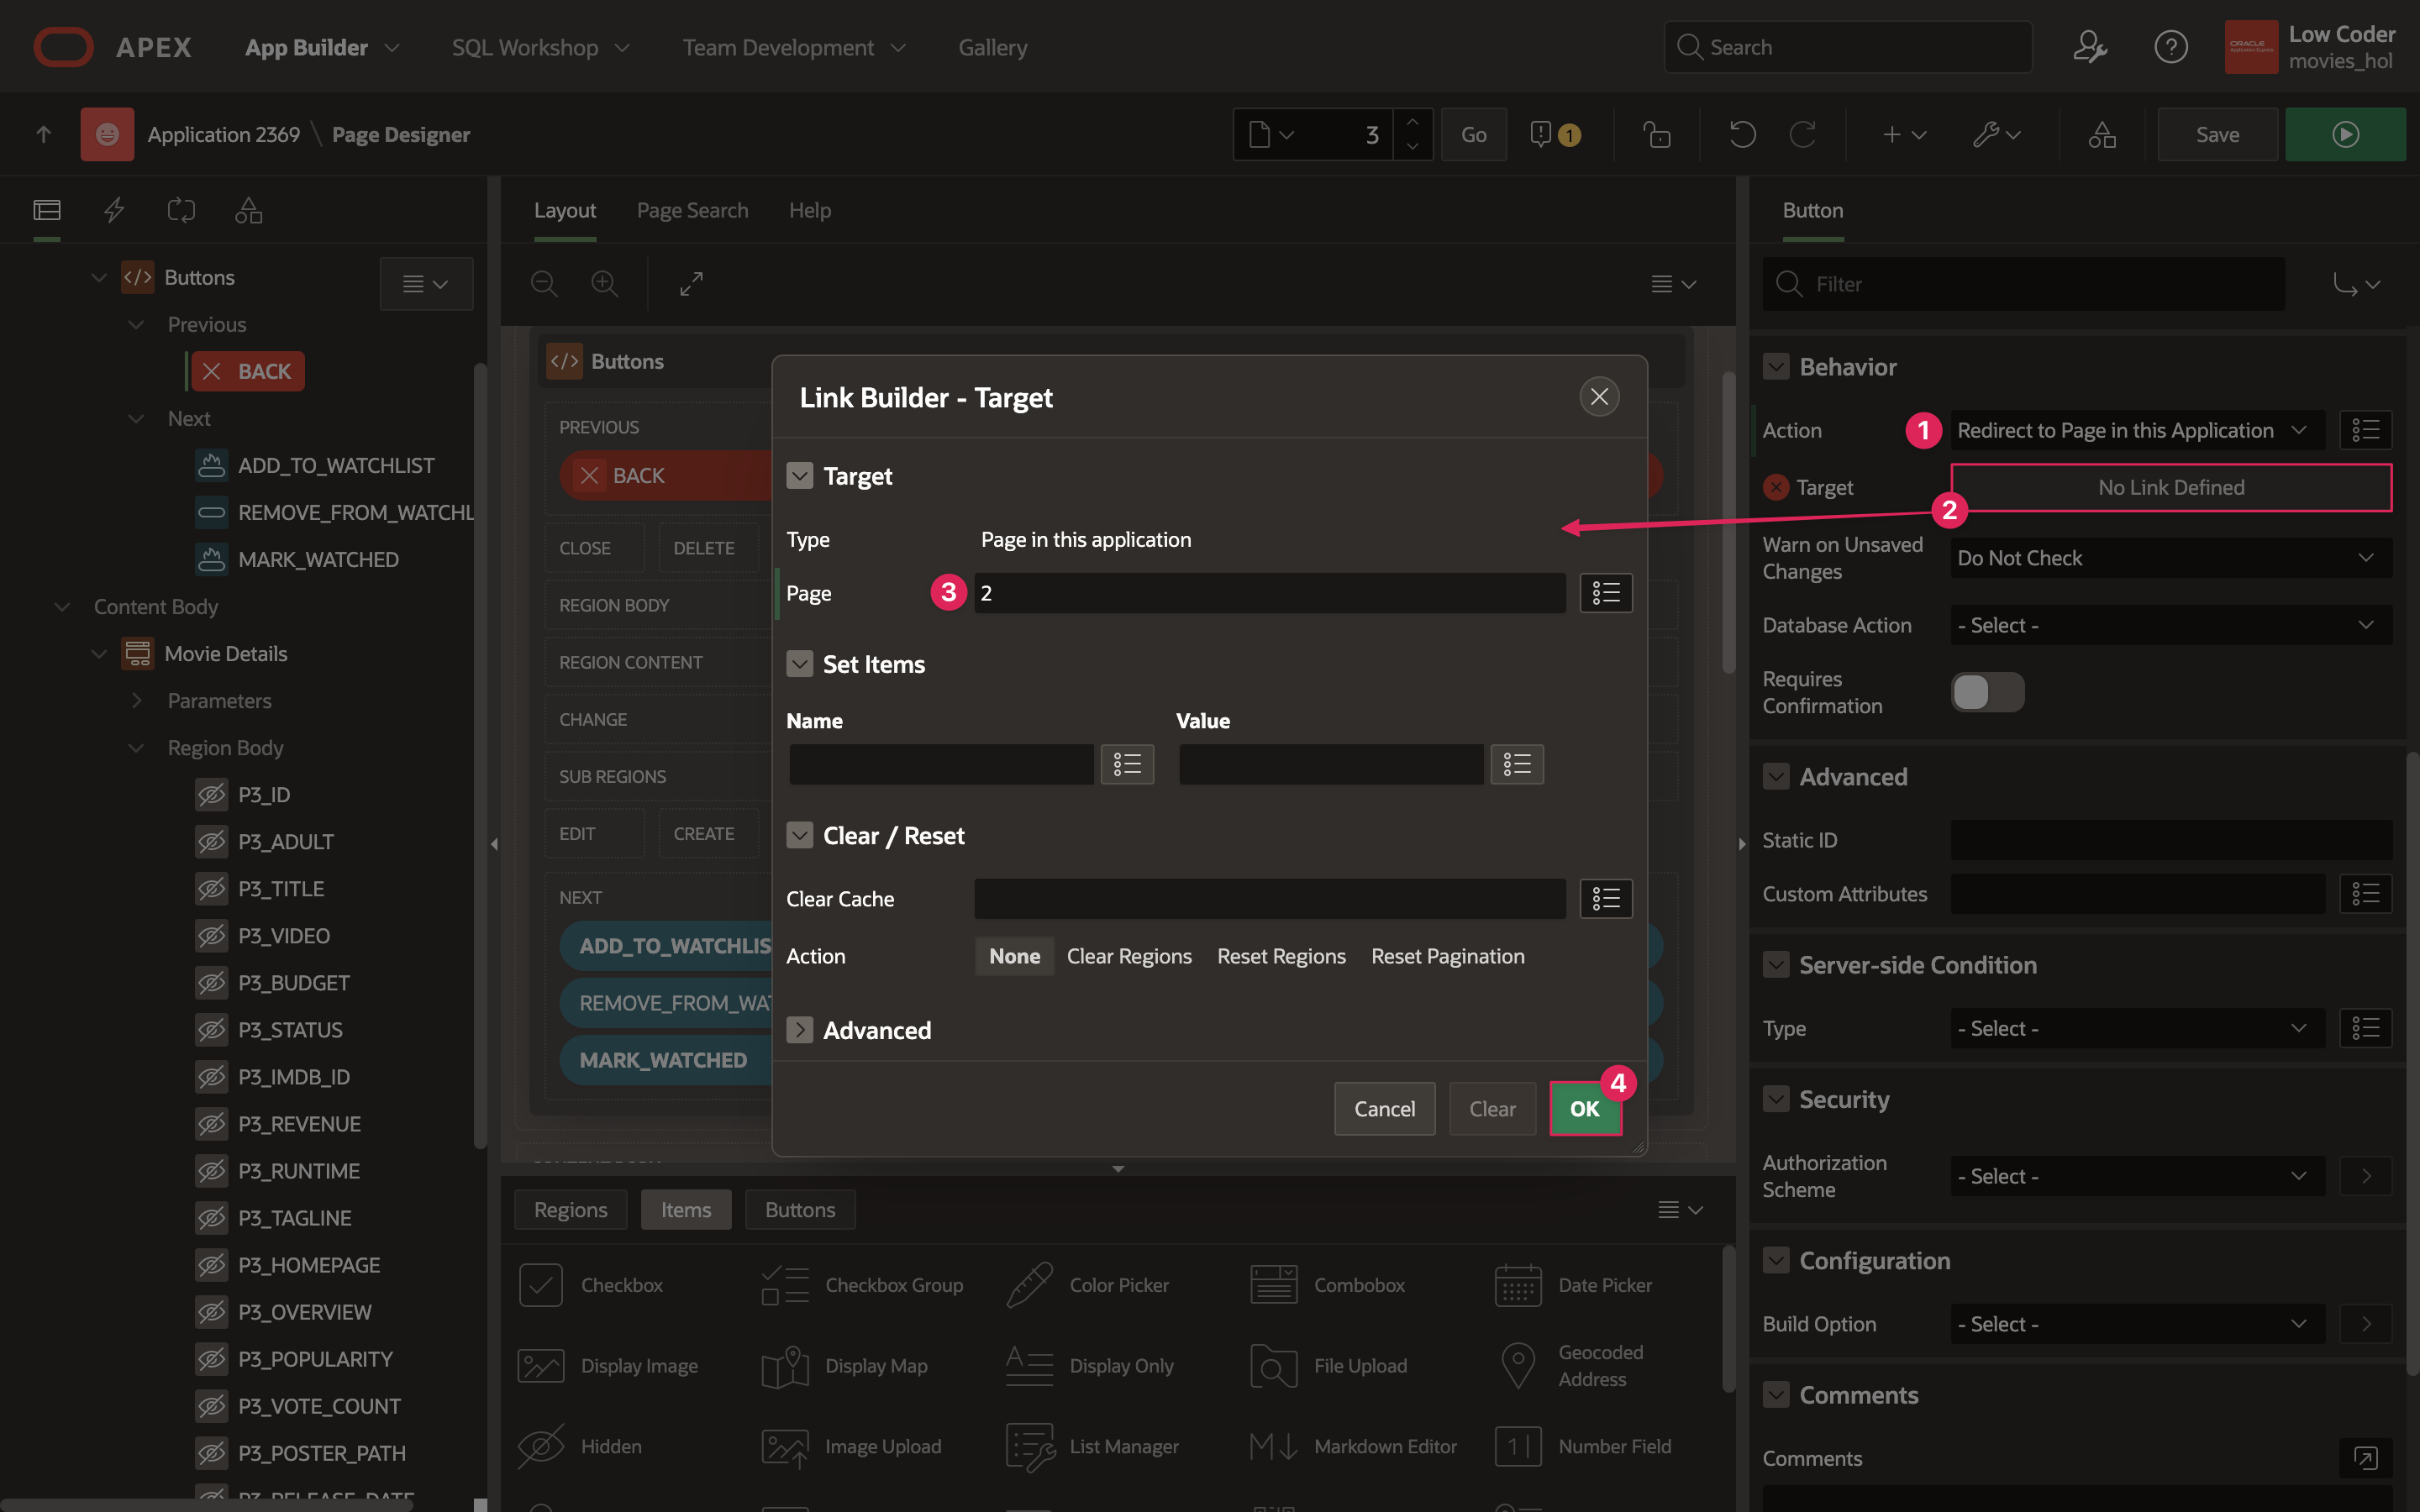 APEX App Builder SQL Workshop Team Development Gallery Search ORACLE Low Coder
movies_hol
Application 2369 \ Page Designer 3 Go 1 Save
Layout Page Search Help Button
Buttons
Previous
BACK
Next
ADD_TO_WATCHLIST
REMOVE_FROM_WATCHL
MARK_WATCHED
Content Body
Movie Details
Parameters
Region Body
P3_ID
P3_ADULT
P3_TITLE
P3_VIDEO
P3_BUDGET
P3_STATUS
P3_IMDB_ID
P3_REVENUE
P3_RUNTIME
P3_TAGLINE
P3_HOMEPAGE
P3_OVERVIEW
P3_POPULARITY
P3_VOTE_COUNT
P3_POSTER_PATH
P3_RELEASE_DATE
Buttons
PREVIOUS
BACK
CLOSE DELETE
REGION BODY
REGION CONTENT
CHANGE
SUB REGIONS
EDIT CREATE
NEXT
ADD_TO_WATCHLIS
REMOVE_FROM_WAT
MARK_WATCHED
Link Builder - Target
Target
Type Page in this application
Page 3 2
Set Items
Name Value
Clear / Reset
Clear Cache
Action None Clear Regions Reset Regions Reset Pagination
Advanced
Cancel Clear OK 4
Regions Items Buttons
Checkbox Checkbox Group Color Picker Combobox Date Picker
Display Image Display Map Display Only File Upload Geocoded
Address
Hidden Image Upload List Manager Markdown Editor Number Field
Filter
Behavior
Action 1 Redirect to Page in this Application
Target No Link Defined
2
Warn on Unsaved
Changes Do Not Check
Database Action - Select -
Requires
Confirmation
Advanced
Static ID
Custom Attributes
Server-side Condition
Type - Select -
Security
Authorization
Scheme - Select -
Configuration
Build Option - Select -
Comments
Comments